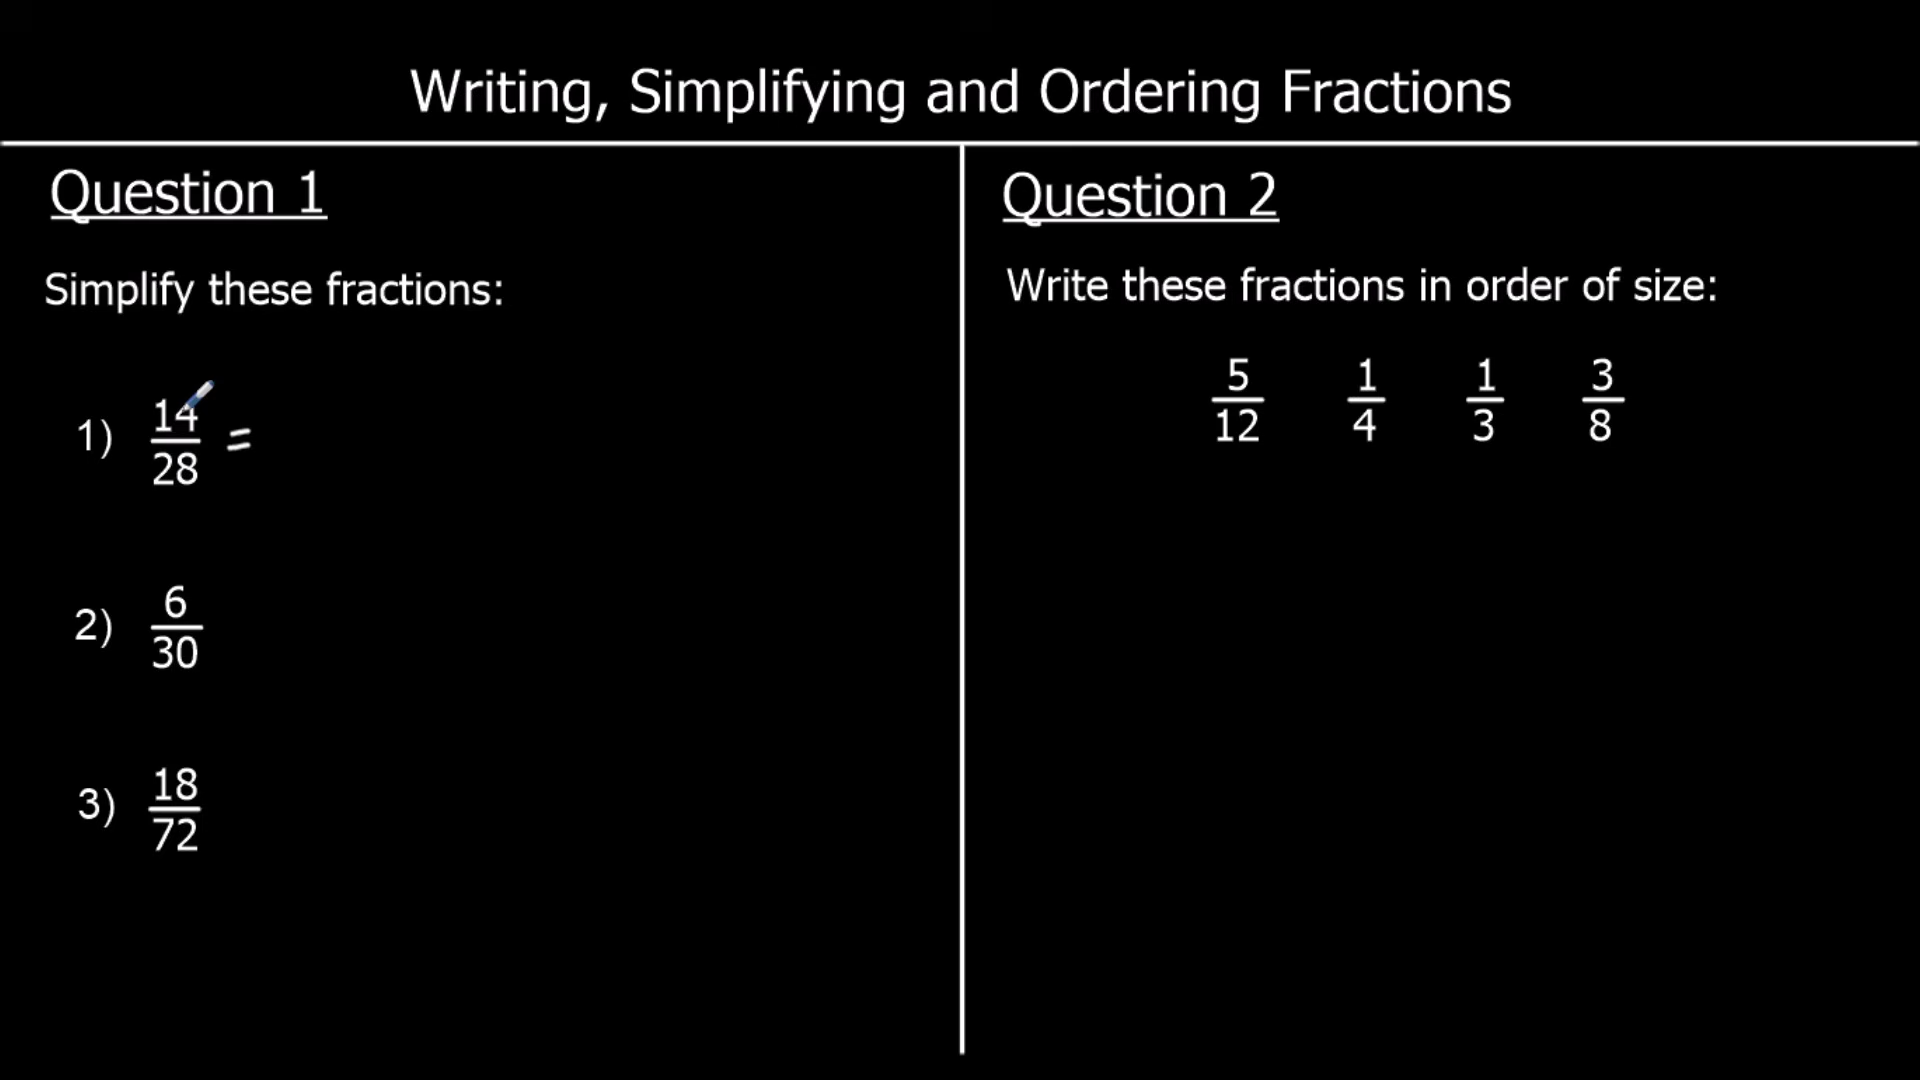 Writing, Simplifying and Ordering Fractions
Question 1
Simplify these fractions:
1) 14/28 =
2) 6/30
3) 18/72
Question 2
Write these fractions in order of size:
5/12 1/4 1/3 3/8